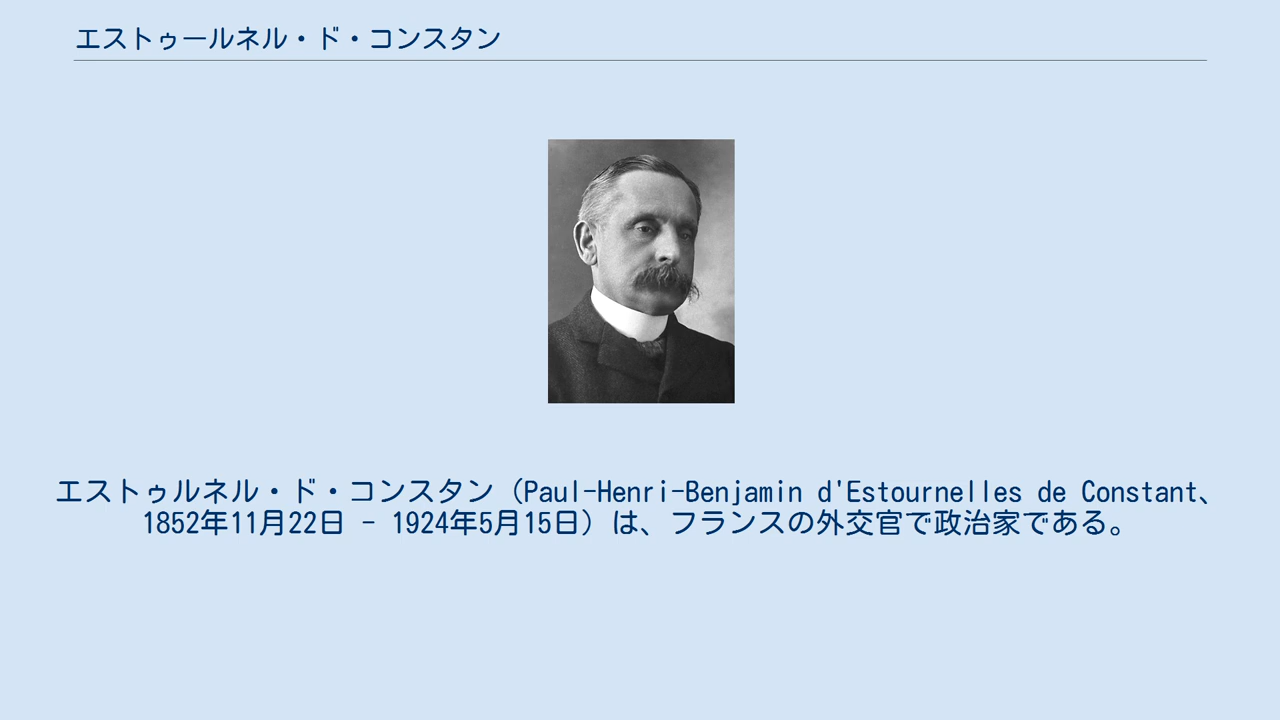 エストゥールネル・ド・コンスタン
エストゥルネル・ド・コンスタン（Paul-Henri-Benjamin d'Estournelles de Constant、
1852年11月22日 - 1924年5月15日）は、フランスの外交官で政治家である。